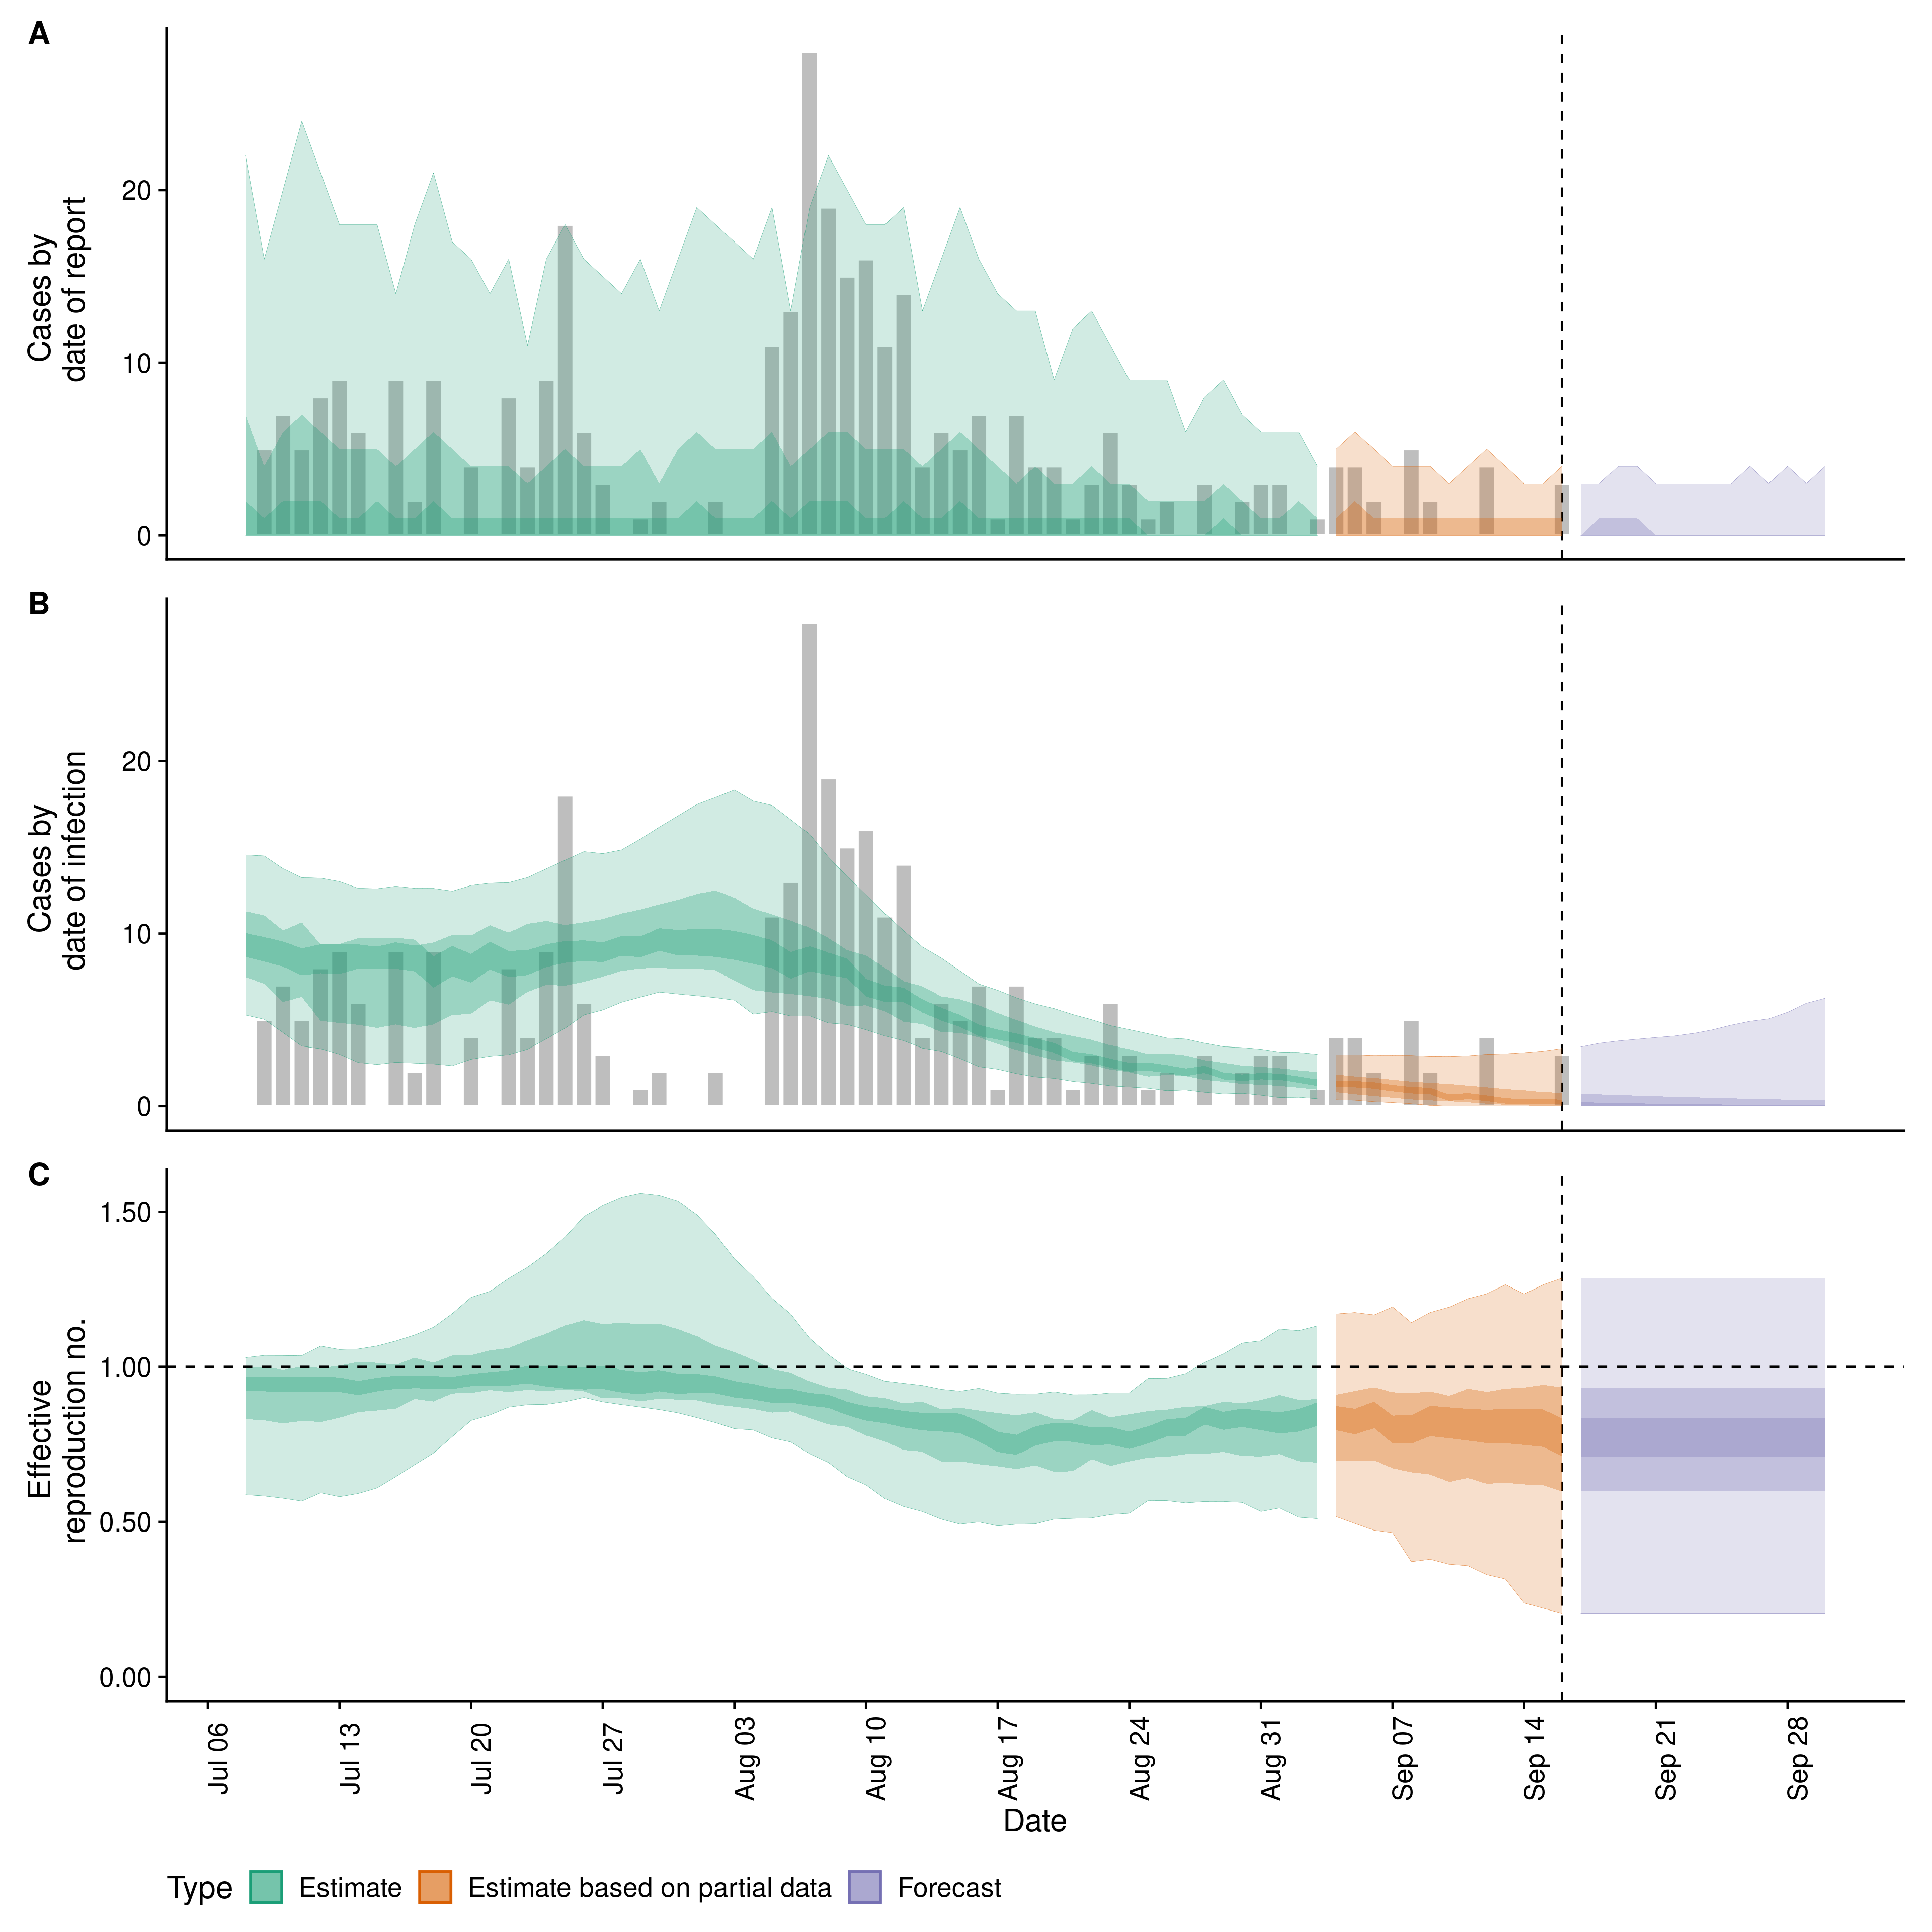 A
Cases by
date of report
20
10
0
B
Cases by
date of infection
20
10
0
C
Effective
reproduction no.
1.50
1.00
0.50
0.00
Jul 06
Jul 13
Jul 20
Jul 27
Aug 03
Aug 10
Aug 17
Aug 24
Aug 31
Sep 07
Sep 14
Sep 21
Sep 28
Date
Type Estimate Estimate based on partial data Forecast